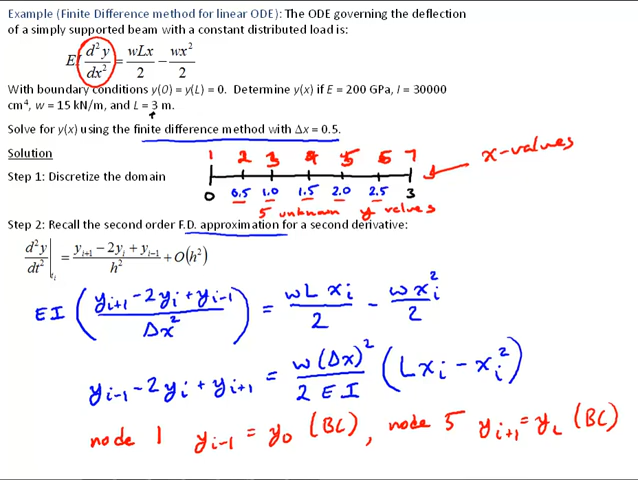 Example (Finite Difference method for linear ODE): The ODE governing the deflection
of a simply supported beam with a constant distributed load is:
EI d²y/dx² = wLx/2 − wx²/2
With boundary conditions y(0) = y(L) = 0. Determine y(x) if E = 200 GPa, I = 30000
cm⁴, w = 15 kN/m, and L = 3 m.
Solve for y(x) using the finite difference method with Δx = 0.5.
Solution
1 2 3 4 5 6 7 x-values
Step 1: Discretize the domain
0 0.5 1.0 1.5 2.0 2.5 3
5 unknown y values
Step 2: Recall the second order F.D. approximation for a second derivative:
d²y/dt²|tᵢ = (yᵢ₊₁ − 2yᵢ + yᵢ₋₁)/h² + O(h²)
EI ((yᵢ₊₁ − 2yᵢ + yᵢ₋₁)/Δx²) = wL xᵢ/2 − wxᵢ²/2
yᵢ₋₁ − 2yᵢ + yᵢ₊₁ = w(Δx)²/2EI (Lxᵢ − xᵢ²)
node 1 yᵢ₋₁ = y₀ (BC), node 5 yᵢ₊₁ = y_L (BC)